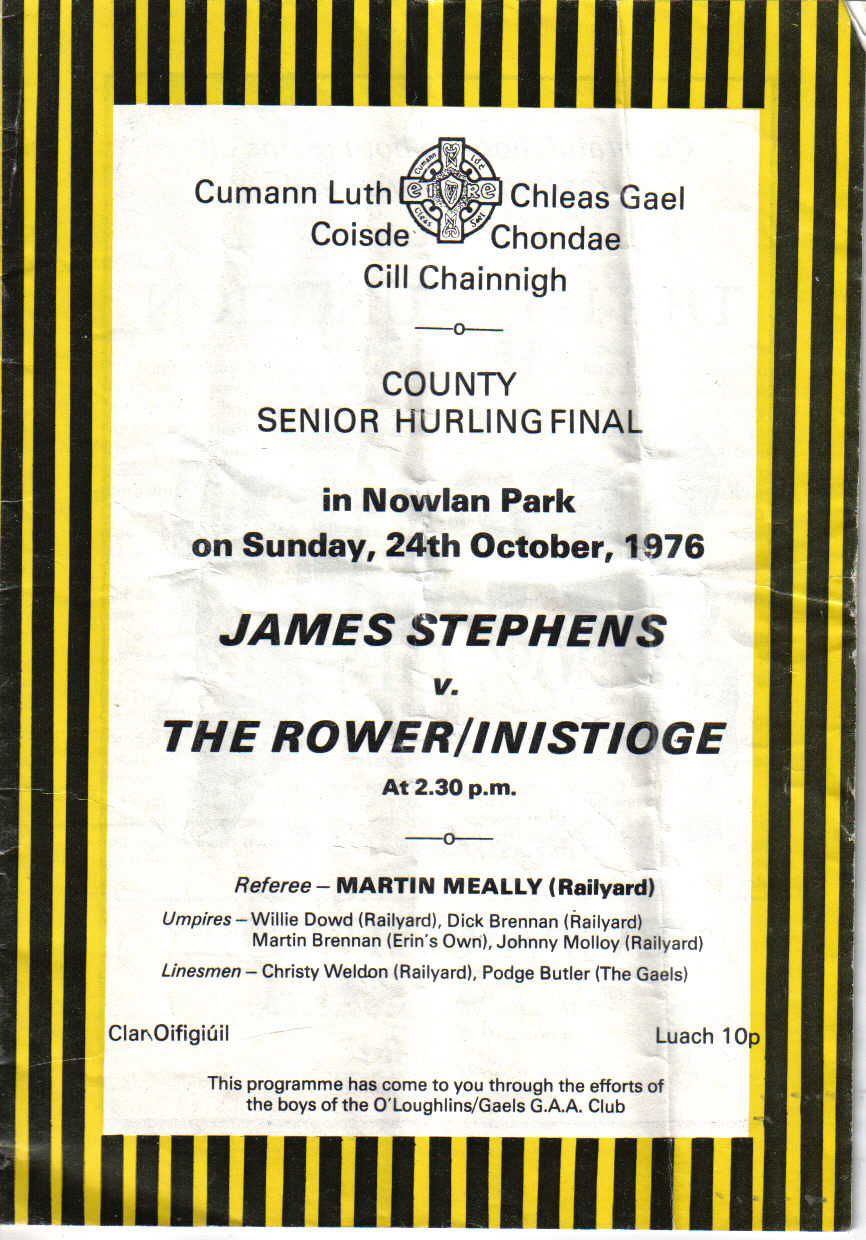 Cumann Luth Chleas Gael
Coisde Chondae
Cill Chainnigh
COUNTY
SENIOR HURLING FINAL
in Nowlan Park
on Sunday, 24th October, 1976
JAMES STEPHENS
v.
THE ROWER/INISTIOGE
At 2.30 p.m.
Referee – MARTIN MEALLY (Railyard)
Umpires – Willie Dowd (Railyard), Dick Brennan (Railyard)
Martin Brennan (Erin's Own), Johnny Molloy (Railyard)
Linesmen – Christy Weldon (Railyard), Podge Butler (The Gaels)
Clar Oifigiúil Luach 10p
This programme has come to you through the efforts of
the boys of the O'Loughlins/Gaels G.A.A. Club